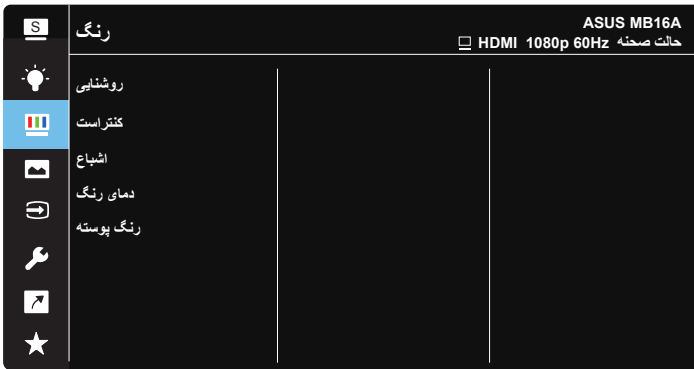 S
رنگ
ASUS MB16A
حالت صحنه HDMI 1080p 60Hz
روشنایی
کنتراست
اشباع
دمای رنگ
رنگ پوسته